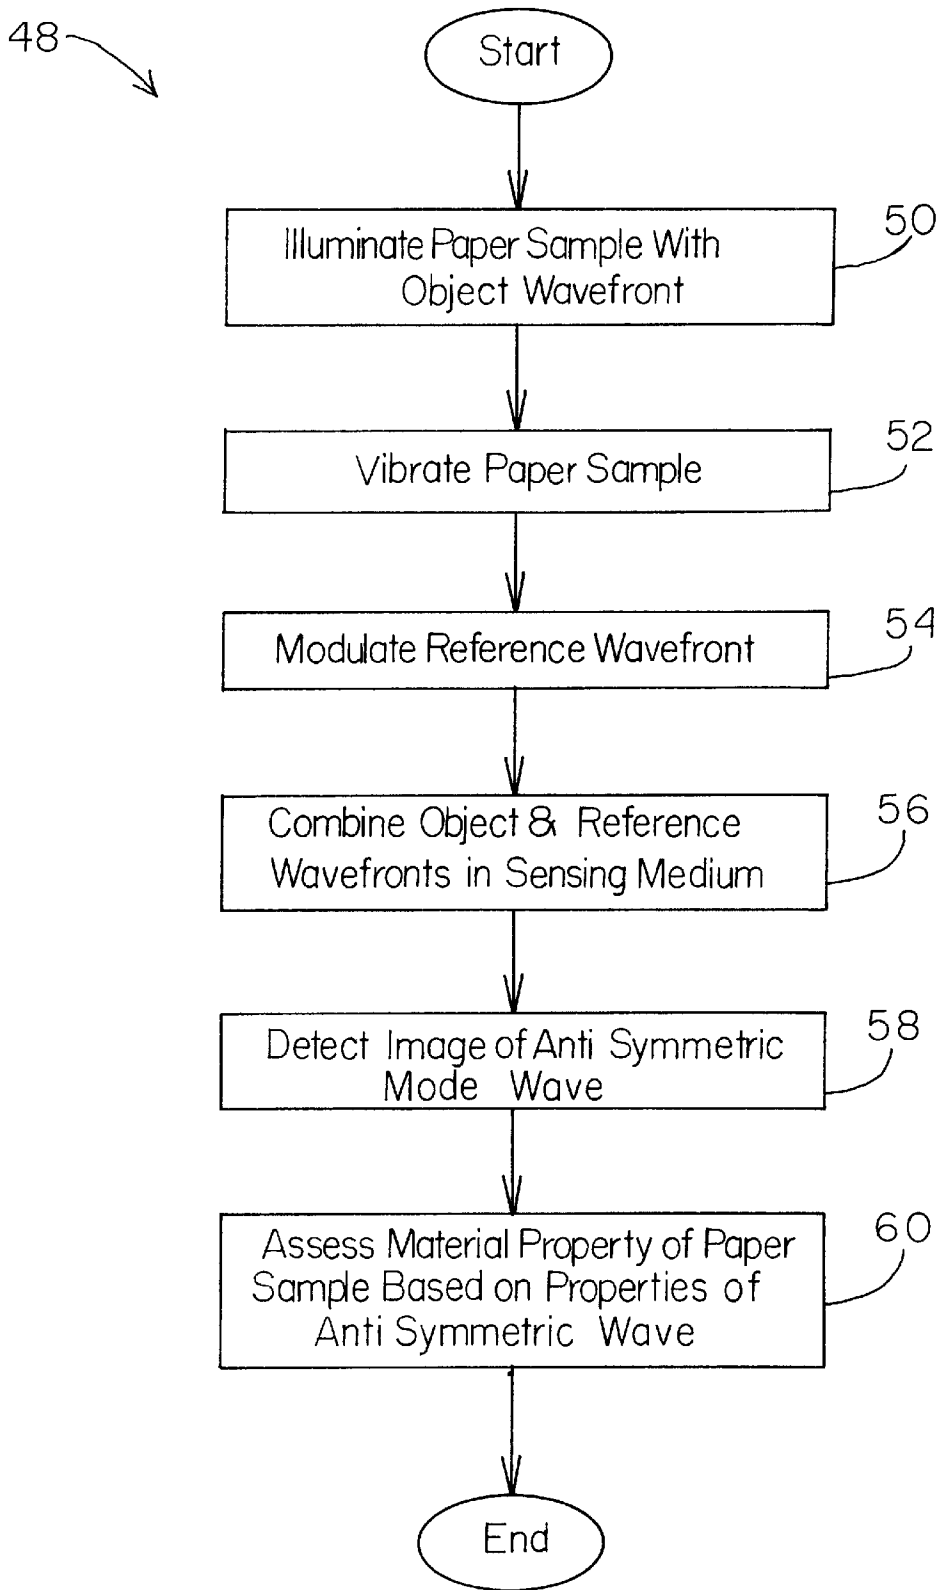 48
Start
Illuminate Paper Sample With
Object Wavefront
50
Vibrate Paper Sample
52
Modulate Reference Wavefront
54
Combine Object & Reference
Wavefronts in Sensing Medium
56
Detect Image of Anti Symmetric
Mode Wave
58
Assess Material Property of Paper
Sample Based on Properties of
Anti Symmetric Wave
60
End